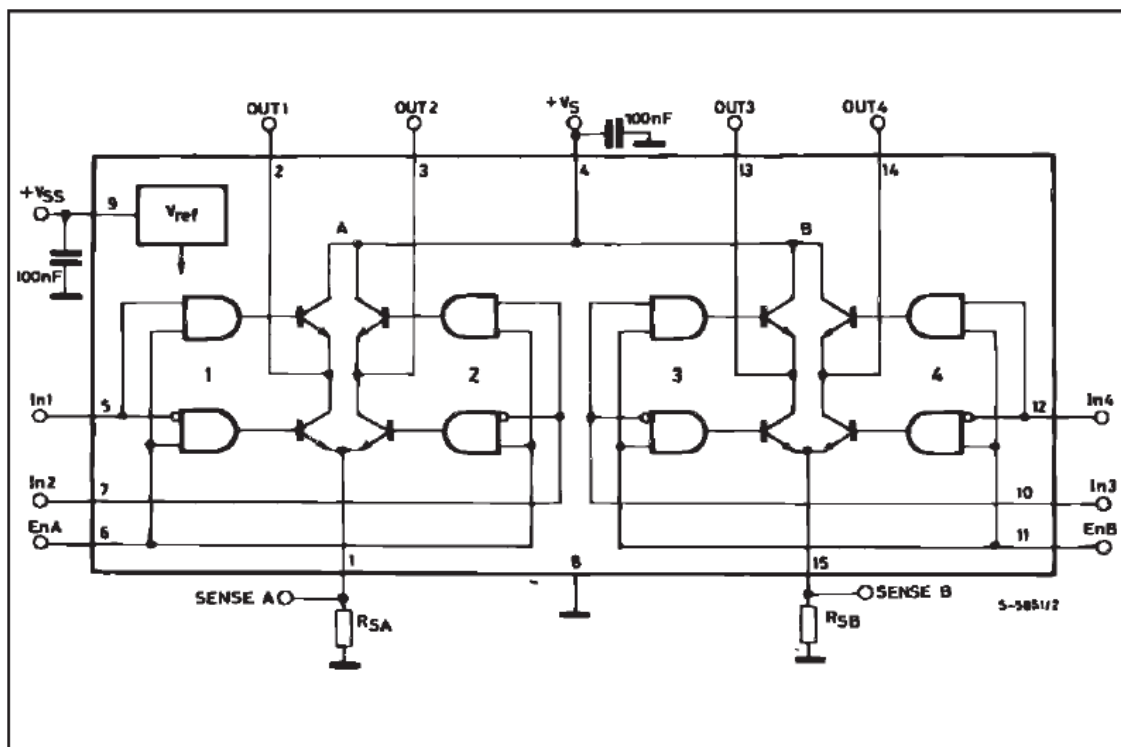 OUT1
OUT2
+VS
100nF
OUT3
OUT4
2
3
4
13
14
+VSS
9
Vref
100nF
A
B
1
2
3
4
In1
5
12
In4
In2
7
10
In3
EnA
6
11
EnB
1
8
15
SENSE A
SENSE B
RSA
RSB
S-5851/2